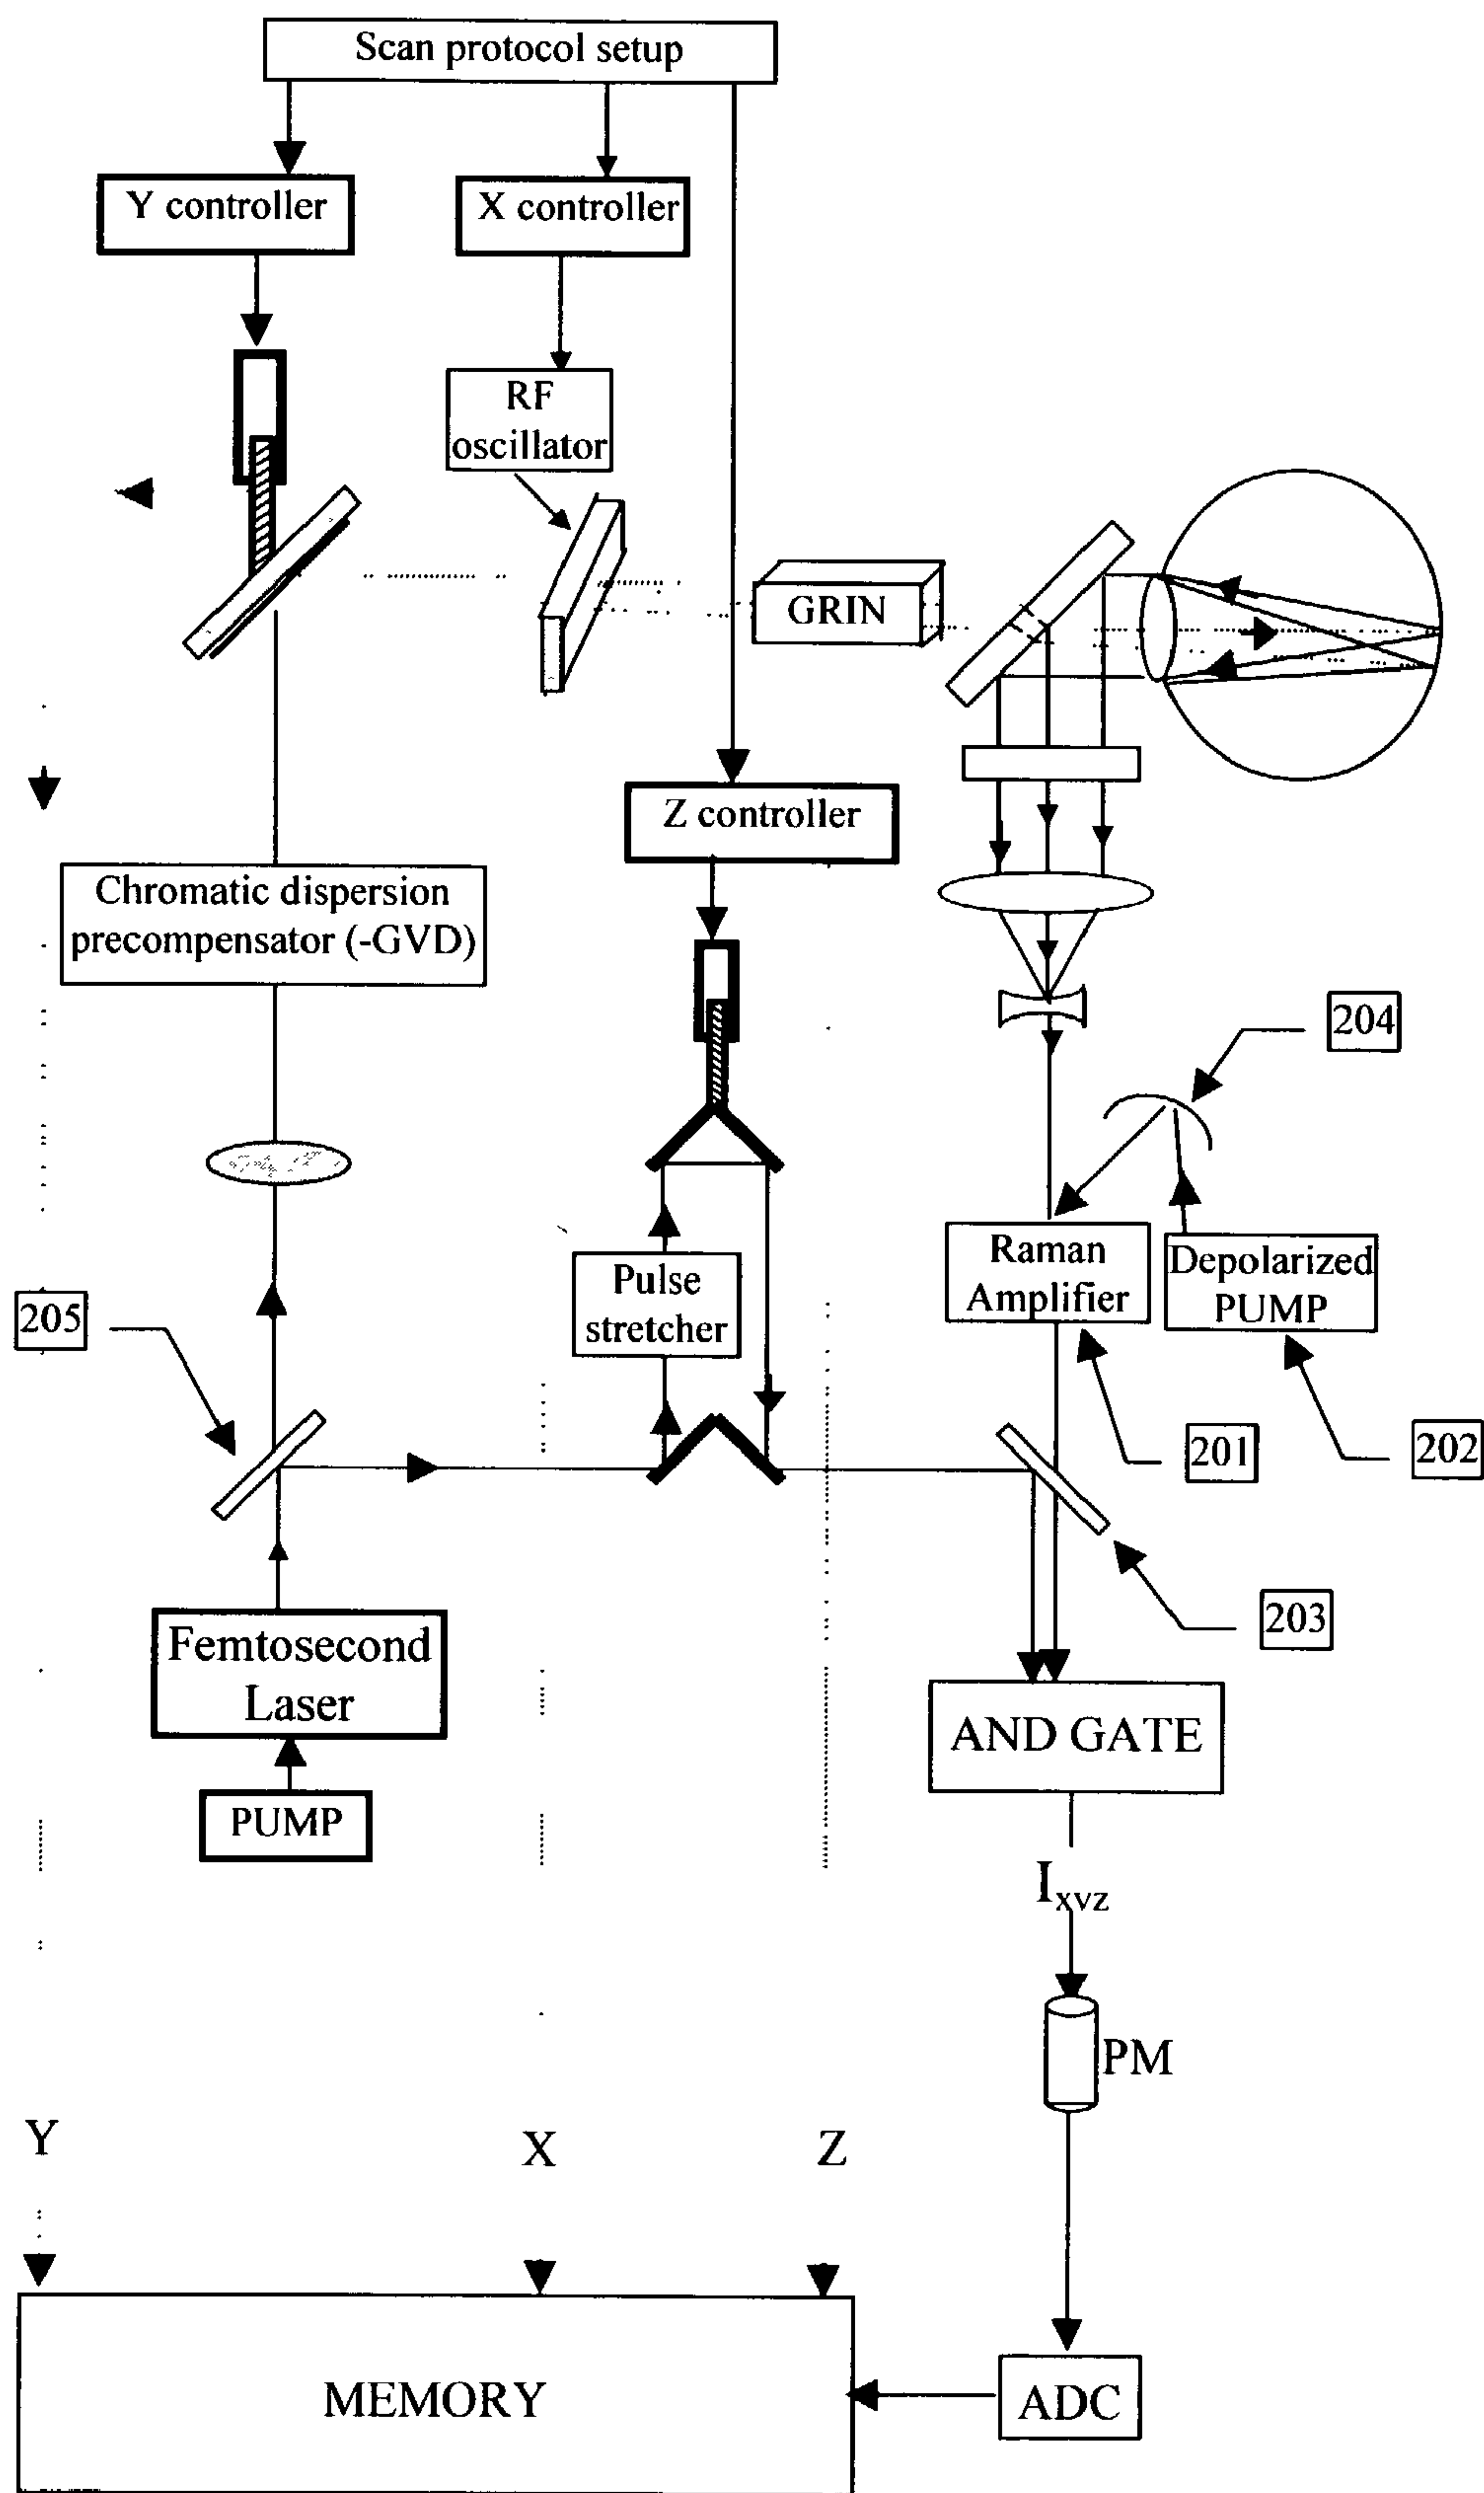 Scan protocol setup
Y controller
X controller
RF
oscillator
GRIN
Z controller
Chromatic dispersion
precompensator (-GVD)
204
Raman
Amplifier
Depolarized
PUMP
Pulse
stretcher
205
201
202
203
Femtosecond
Laser
AND GATE
PUMP
Ixyz
PM
Y
X
Z
MEMORY
ADC